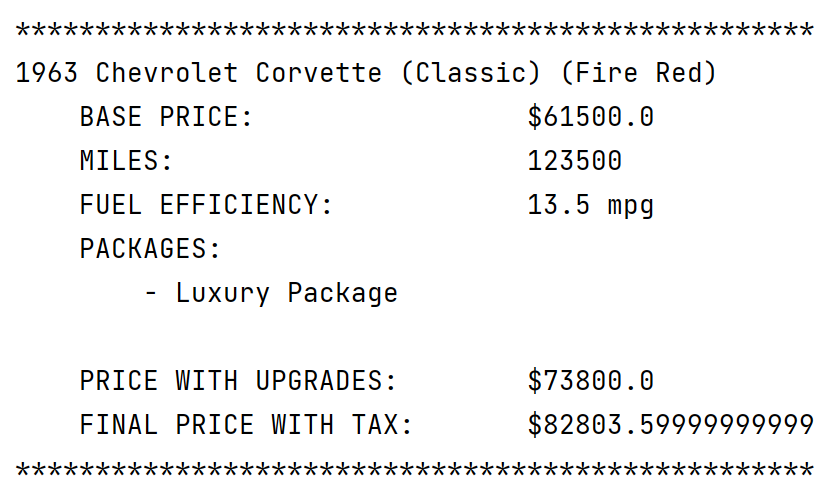 **************************************************
1963 Chevrolet Corvette (Classic) (Fire Red)
    BASE PRICE:                 $61500.0
    MILES:                      123500
    FUEL EFFICIENCY:            13.5 mpg
    PACKAGES:
        - Luxury Package

    PRICE WITH UPGRADES:        $73800.0
    FINAL PRICE WITH TAX:       $82803.59999999999
**************************************************